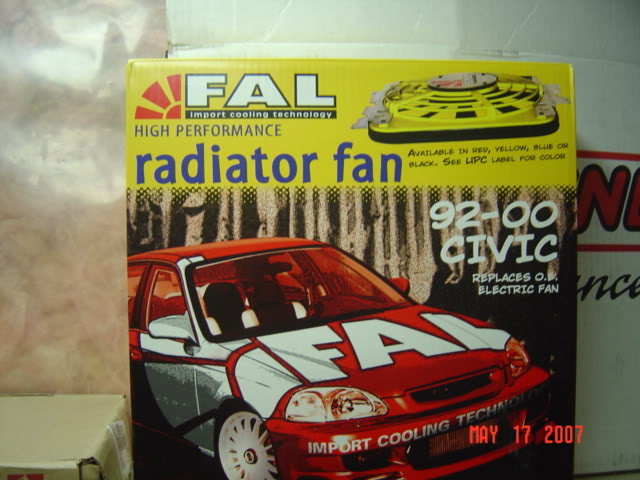 FAL
import cooling technology
HIGH PERFORMANCE
radiator fan
AVAILABLE IN RED, YELLOW, BLUE OR
BLACK. SEE UPC LABEL FOR COLOR
92-00
CIVIC
REPLACES O.E.
ELECTRIC FAN
FAL
IMPORT COOLING TECHNOLOGY
MAY 17 2007